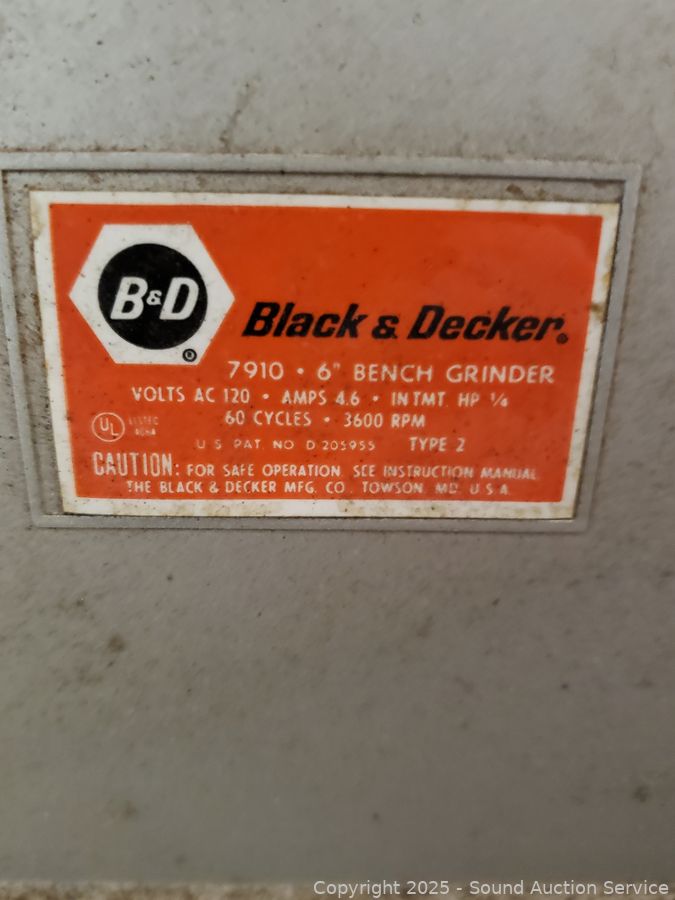 B&D
®
Black & Decker®
7910 • 6" BENCH GRINDER
VOLTS AC 120 • AMPS 4.6 • INTMT. HP ¼
60 CYCLES • 3600 RPM
UL LISTED
U.S. PAT. NO. D 205955 TYPE 2
CAUTION: FOR SAFE OPERATION, SEE INSTRUCTION MANUAL
THE BLACK & DECKER MFG. CO., TOWSON, MD. U.S.A.
Copyright 2025 - Sound Auction Service